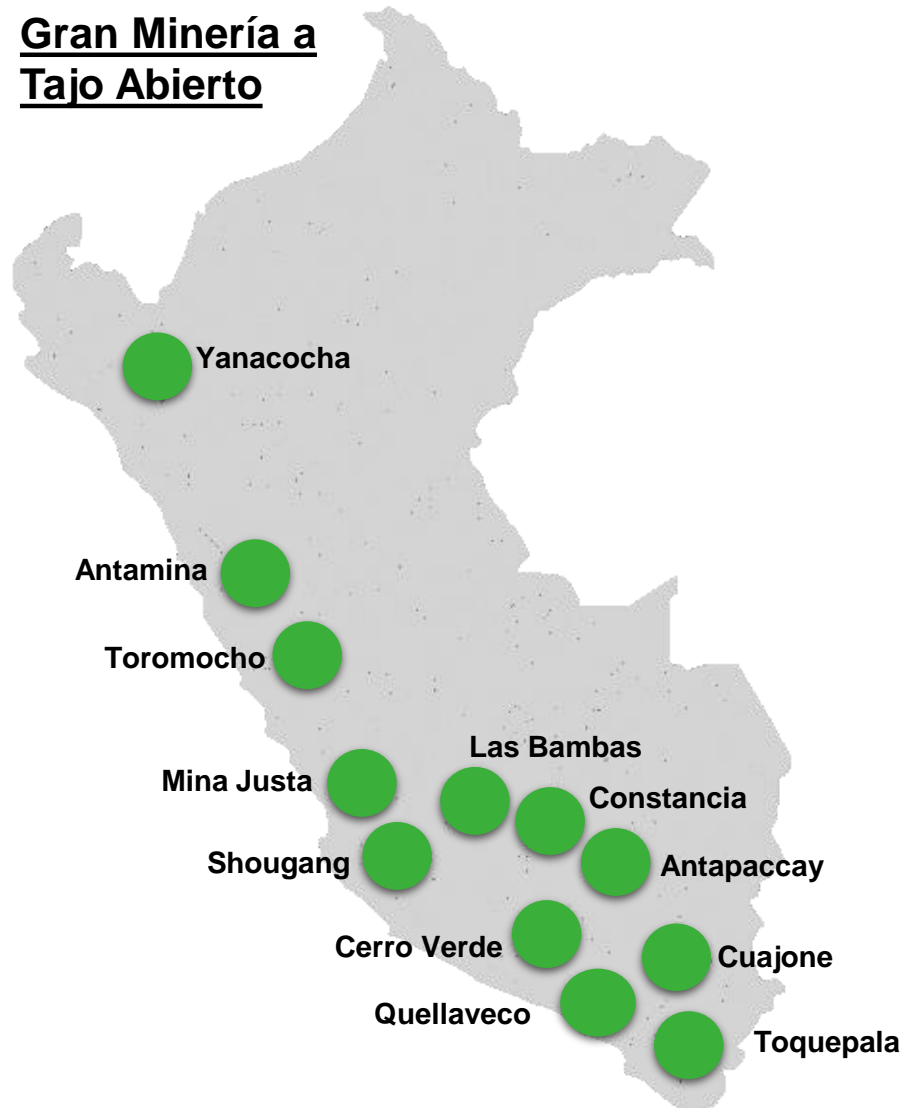 Gran Minería a
Tajo Abierto
Yanacocha
Antamina
Toromocho
Las Bambas
Mina Justa
Constancia
Shougang
Antapaccay
Cerro Verde
Cuajone
Quellaveco
Toquepala